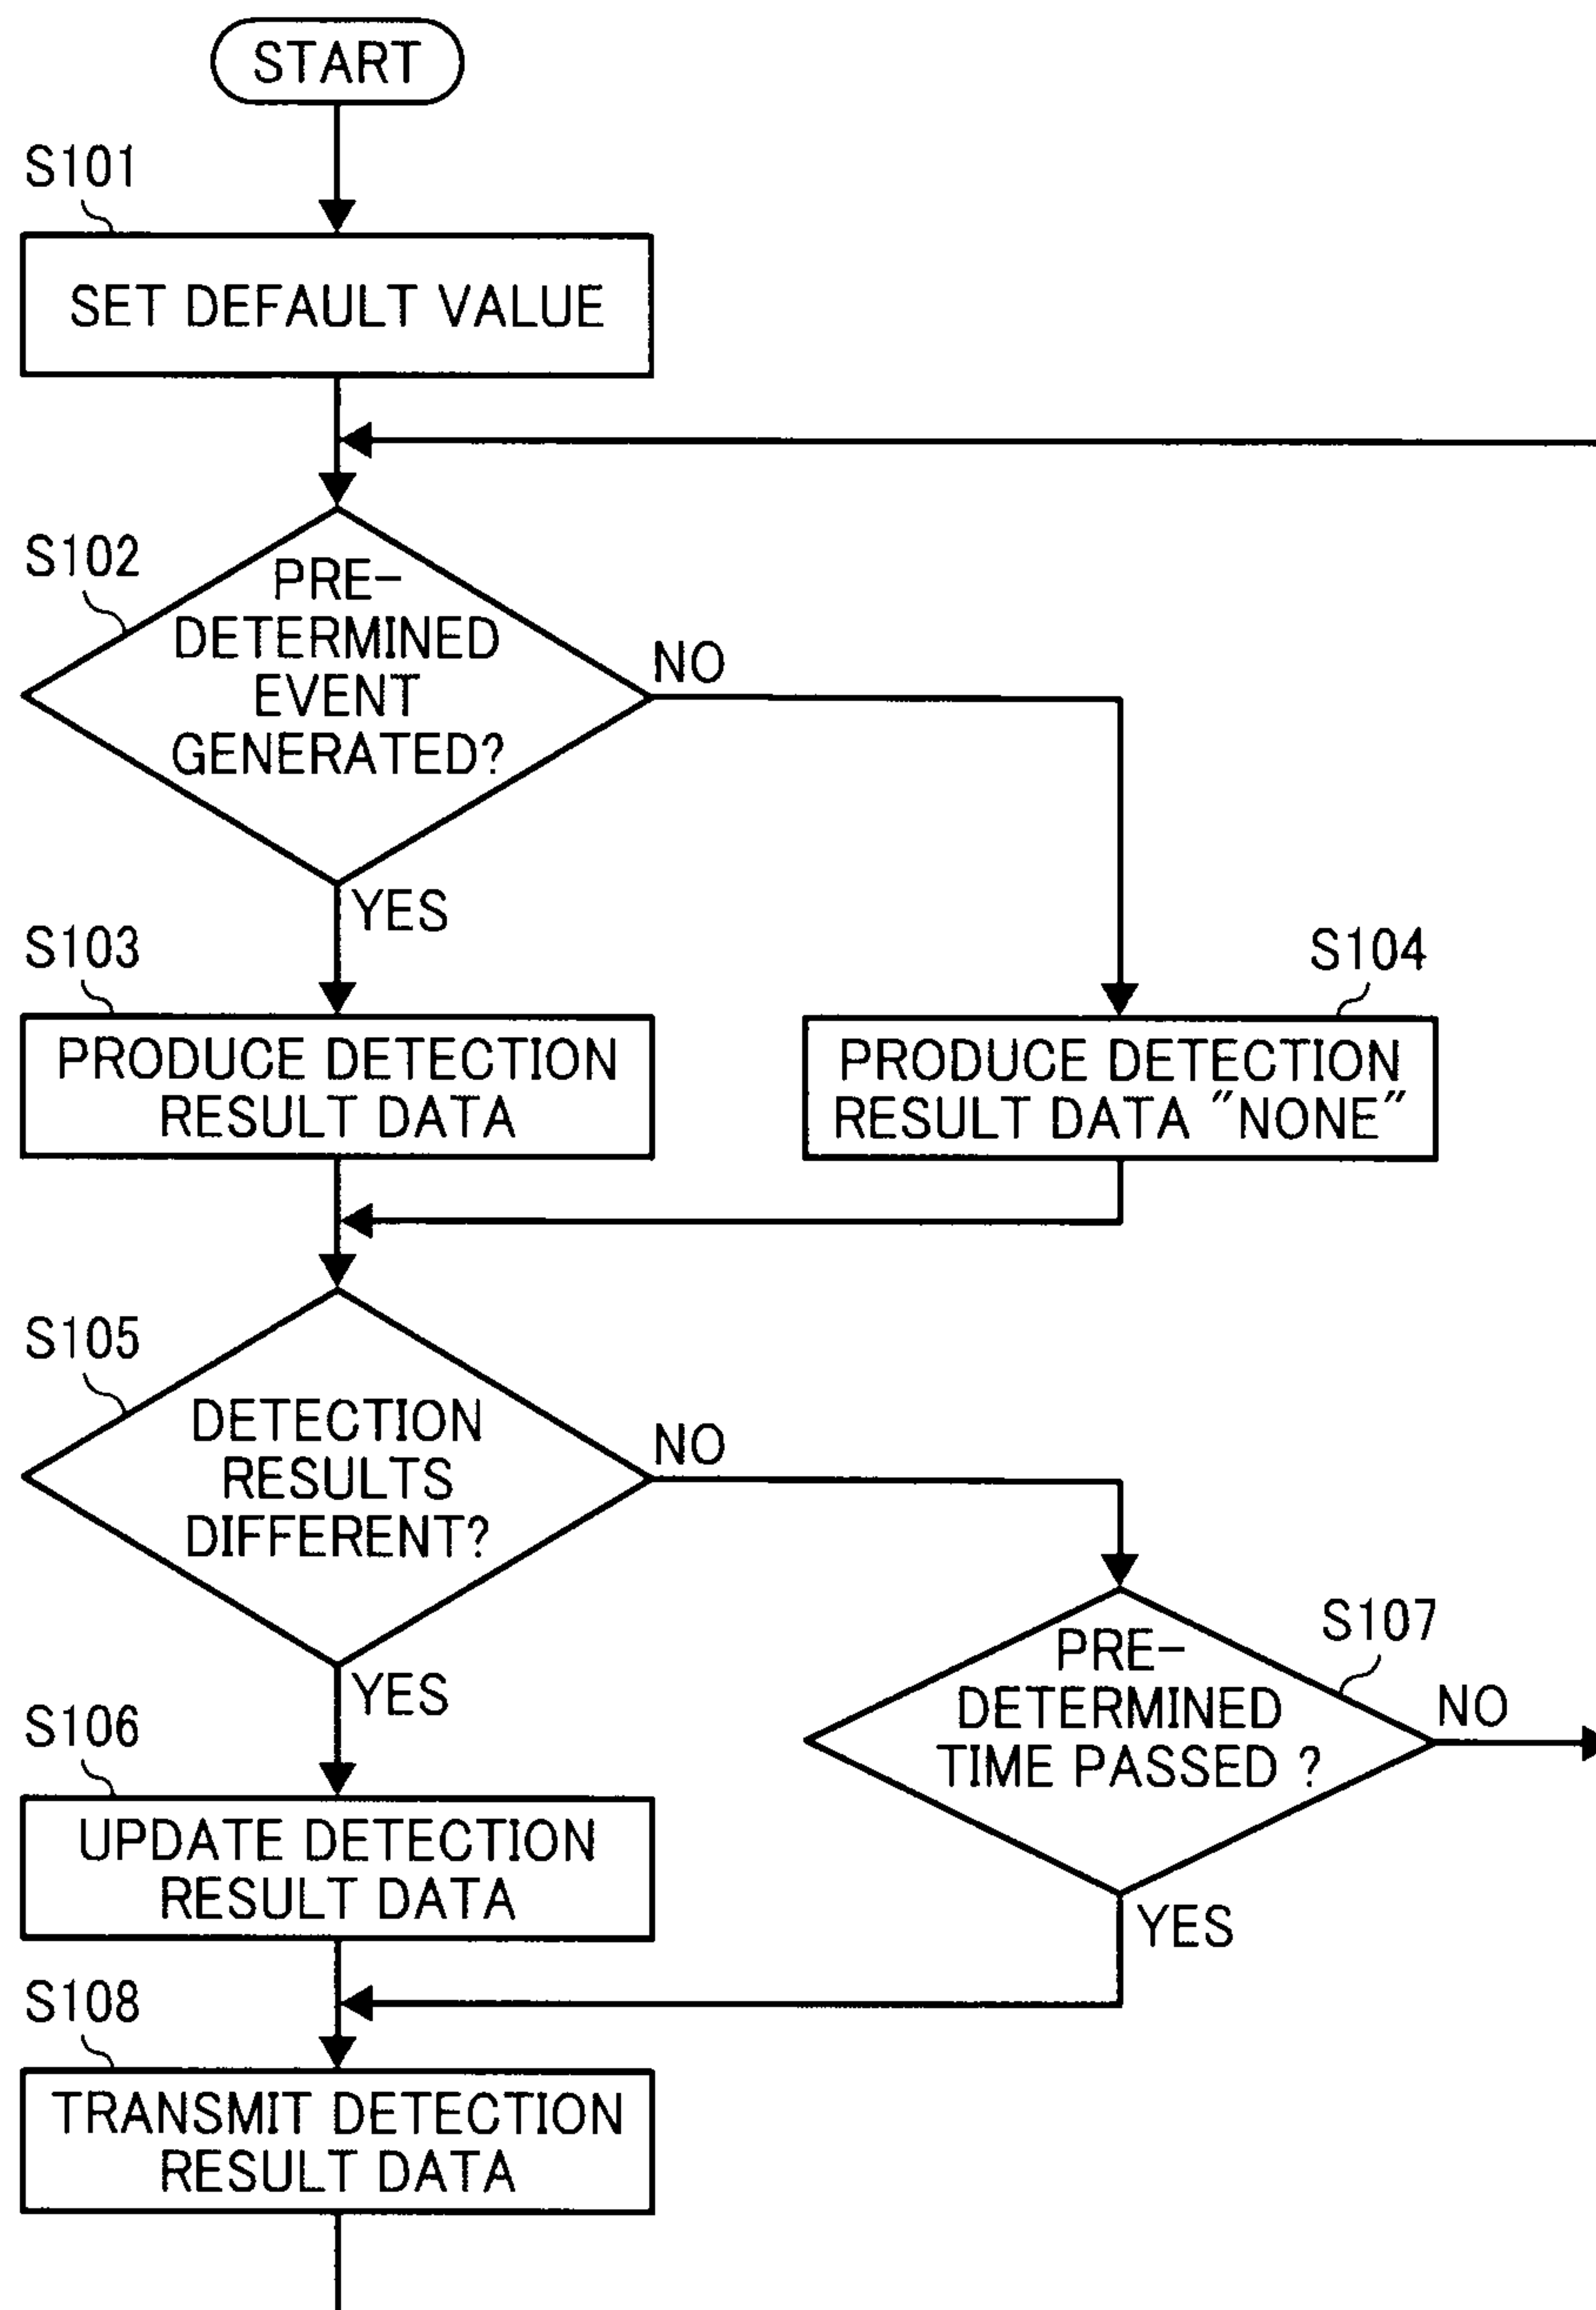 START
S101
SET DEFAULT VALUE
S102
PRE-
DETERMINED
EVENT
GENERATED?
NO
YES
S103
PRODUCE DETECTION
RESULT DATA
S104
PRODUCE DETECTION
RESULT DATA "NONE"
S105
DETECTION
RESULTS
DIFFERENT?
NO
YES
S106
UPDATE DETECTION
RESULT DATA
S107
PRE-
DETERMINED
TIME PASSED ?
NO
YES
S108
TRANSMIT DETECTION
RESULT DATA